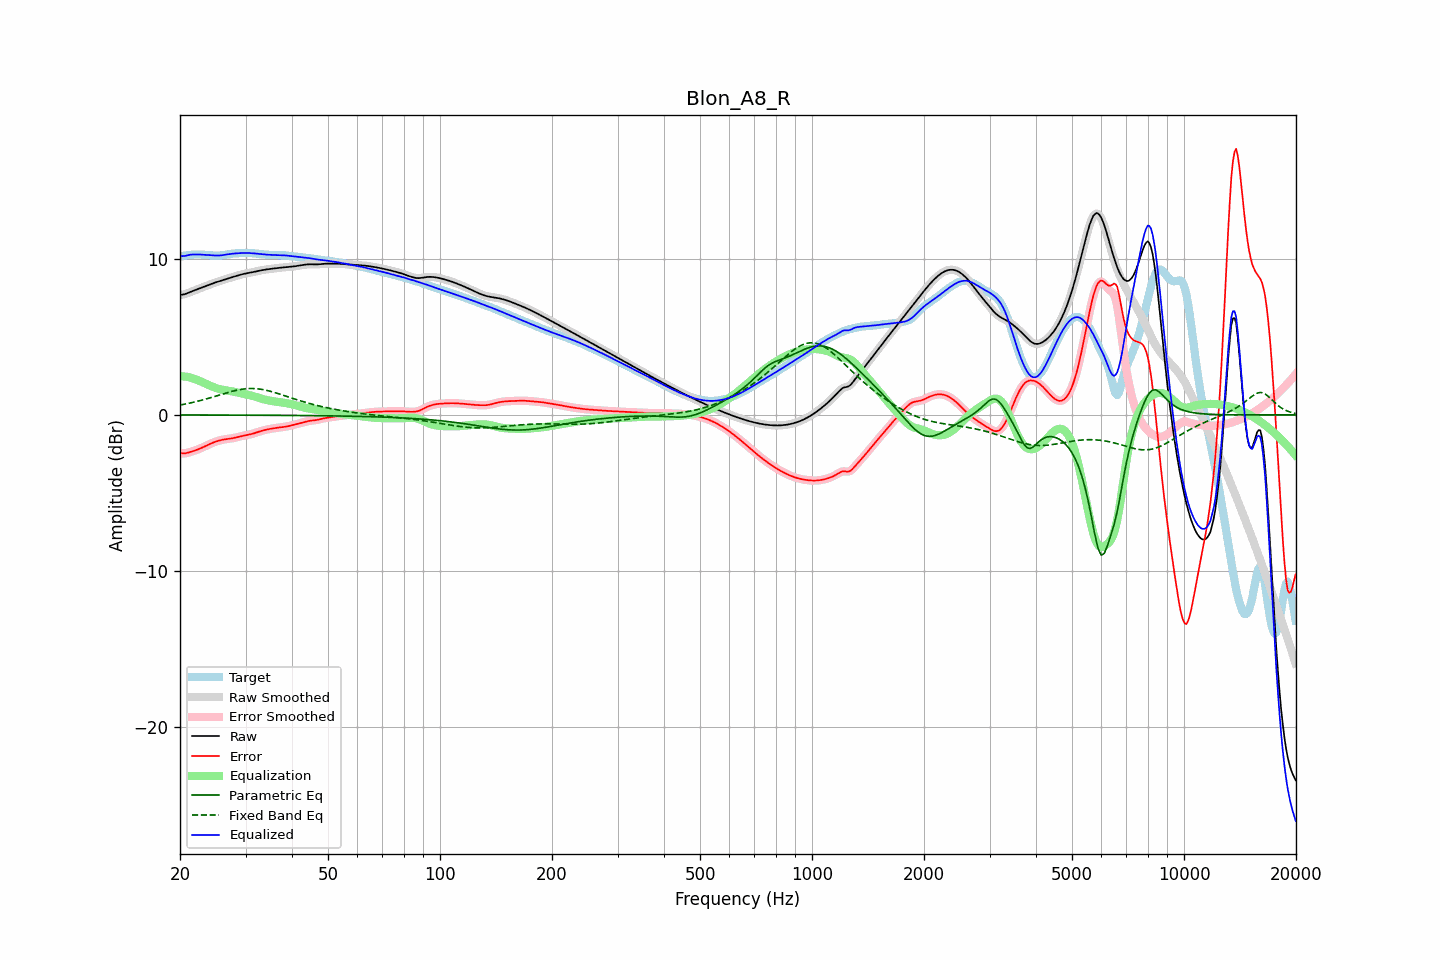 Blon_A8_R
Amplitude (dBr)
10
0
−10
−20
Target
Raw Smoothed
Error Smoothed
Raw
Error
Equalization
Parametric Eq
Fixed Band Eq
Equalized
20 50 100 200 500 1000 2000 5000 10000 20000
Frequency (Hz)